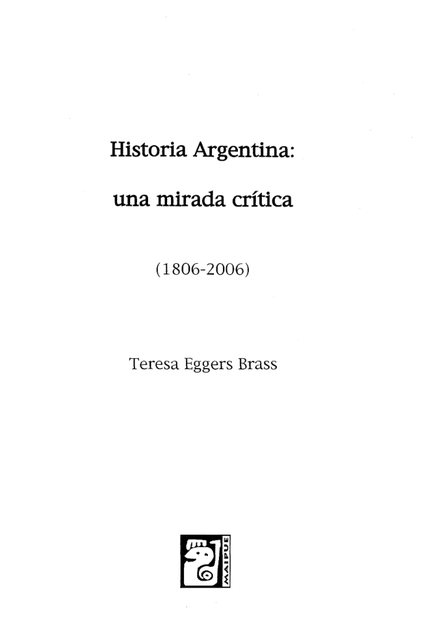 Historia Argentina:
una mirada crítica
(1806-2006)
Teresa Eggers Brass
MAIPUE